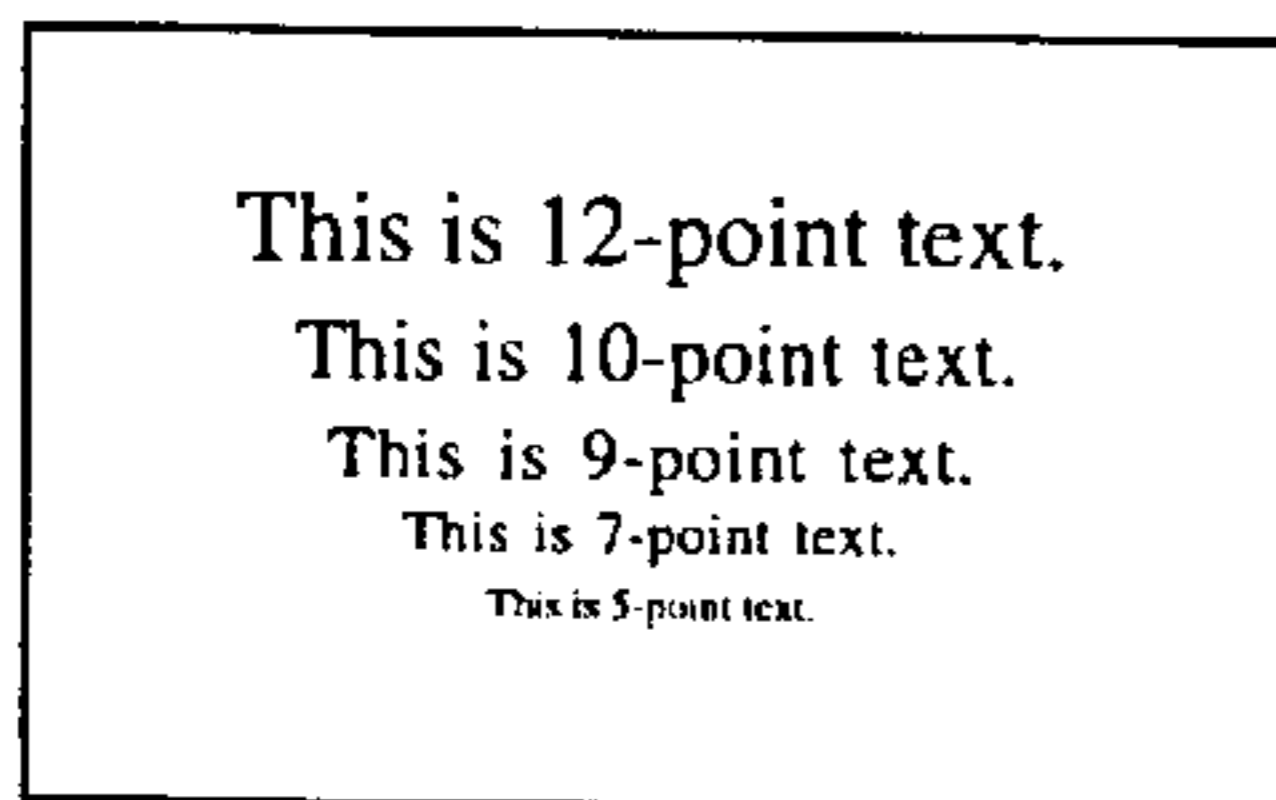 This is 12-point text.
This is 10-point text.
This is 9-point text.
This is 7-point text.
This is 5-point text.